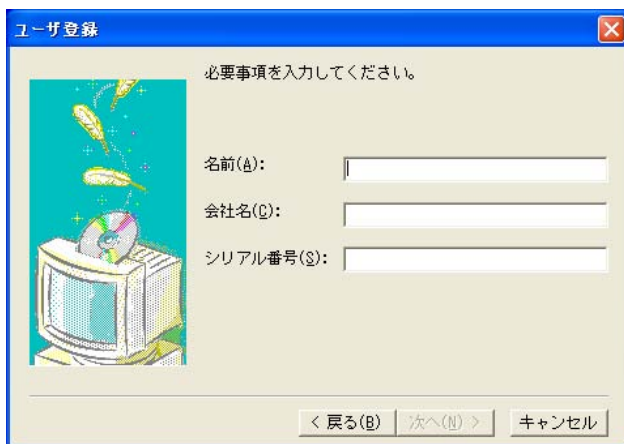 ユーザ登録
必要事項を入力してください。
名前(A):
会社名(C):
シリアル番号(S):
< 戻る(B) 次へ(N) > キャンセル